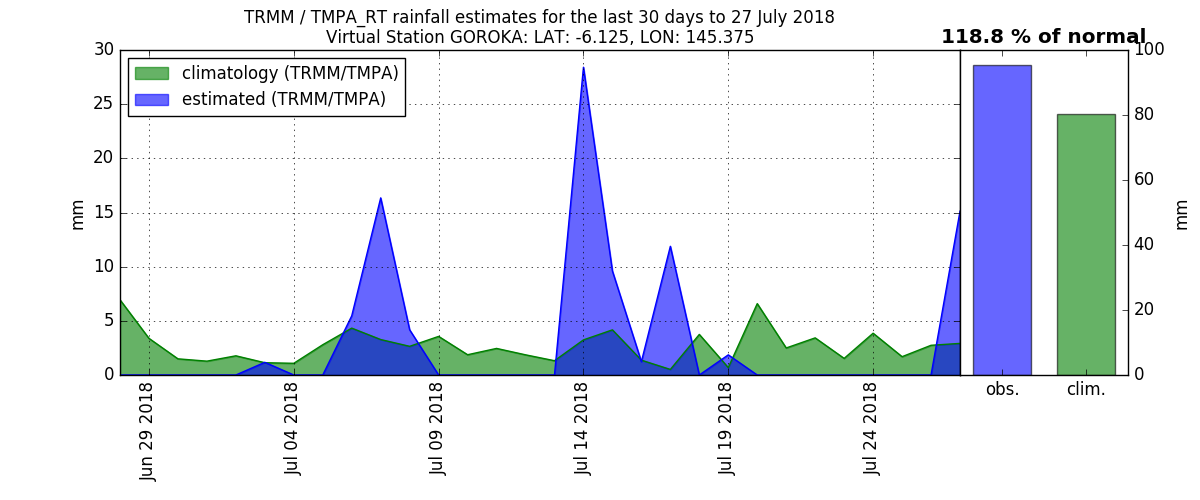 TRMM / TMPA_RT rainfall estimates for the last 30 days to 27 July 2018
Virtual Station GOROKA: LAT: -6.125, LON: 145.375
118.8 % of normal
climatology (TRMM/TMPA)
estimated (TRMM/TMPA)
30
25
20
15
10
5
0
mm
Jun 29 2018
Jul 04 2018
Jul 09 2018
Jul 14 2018
Jul 19 2018
Jul 24 2018
obs.
clim.
100
80
60
40
20
0
mm